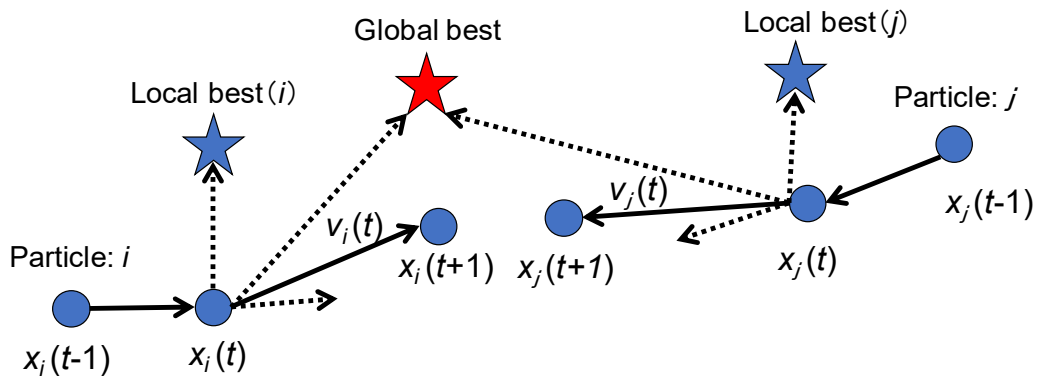 Global best
Local best(j)
Local best(i)
Particle: j
v_i(t)
v_j(t)
x_j(t-1)
Particle: i
x_i(t+1)
x_j(t+1)
x_j(t)
x_i(t-1)
x_i(t)